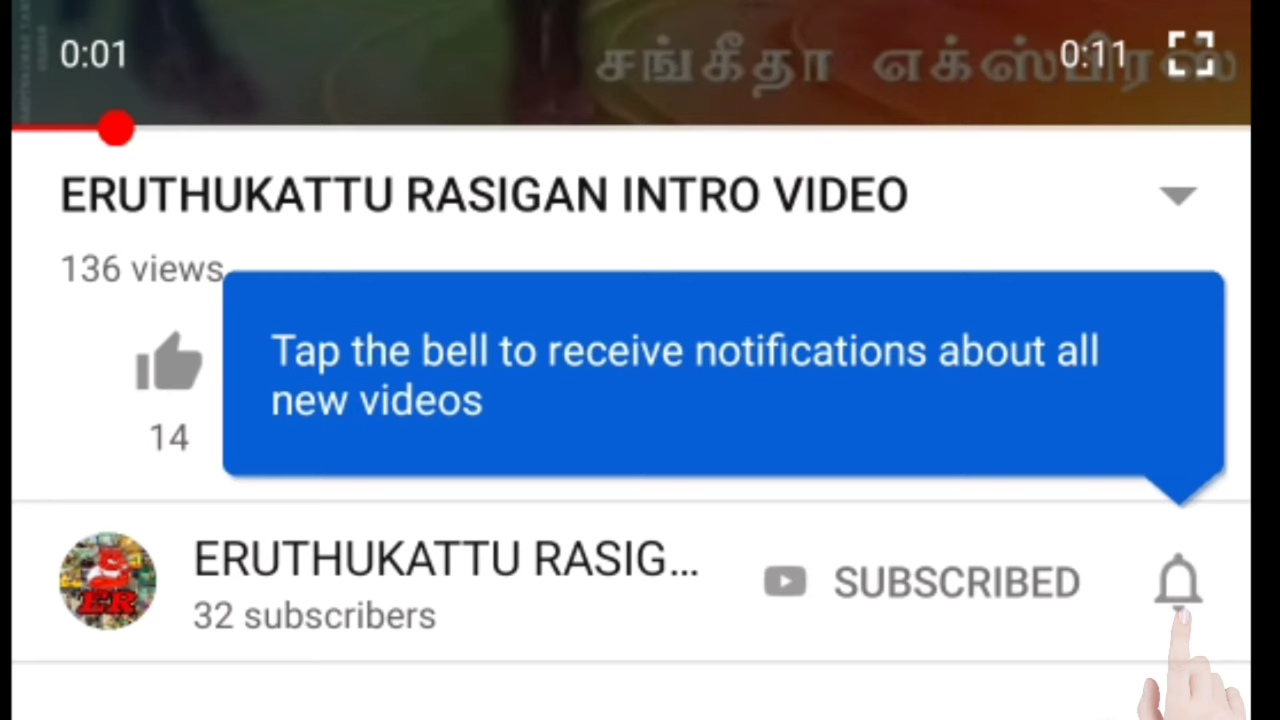 0:01
சங்கீதா எக்ஸ்பிரஸ்
0:11
ERUTHUKATTU RASIGAN INTRO VIDEO
136 views
Tap the bell to receive notifications about all
new videos
14
ERUTHUKATTU RASIG...
32 subscribers
SUBSCRIBED
ER